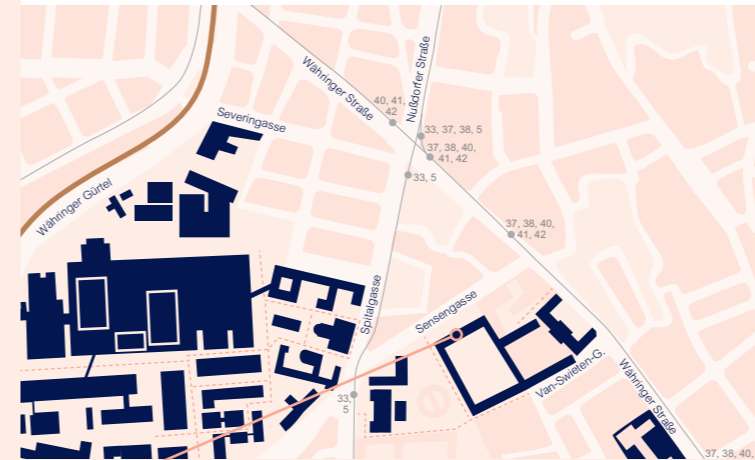 Währinger Straße
Nußdorfer Straße
40, 41,
42
Severingasse
33, 37, 38, 5
37, 38, 40,
41, 42
33, 5
Währinger Gürtel
37, 38, 40,
41, 42
Spitalgasse
Sensengasse
Van-Swieten-G.
Währinger Straße
33,
5
37, 38, 40,